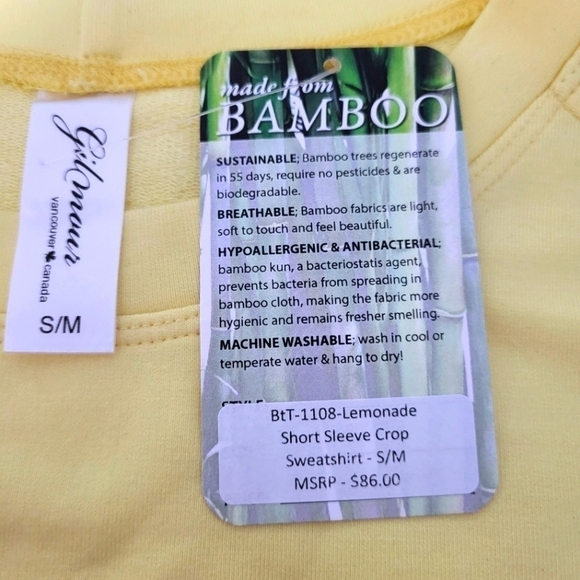 Gilmour
vancouver canada
S/M
made from
BAMBOO
SUSTAINABLE; Bamboo trees regenerate
in 55 days, require no pesticides & are
biodegradable.
BREATHABLE; Bamboo fabrics are light,
soft to touch and feel beautiful.
HYPOALLERGENIC & ANTIBACTERIAL;
bamboo kun, a bacteriostatis agent,
prevents bacteria from spreading in
bamboo cloth, making the fabric more
hygienic and remains fresher smelling.
MACHINE WASHABLE; wash in cool or
temperate water & hang to dry!
STYLE
BtT-1108-Lemonade
Short Sleeve Crop
Sweatshirt - S/M
MSRP - $86.00